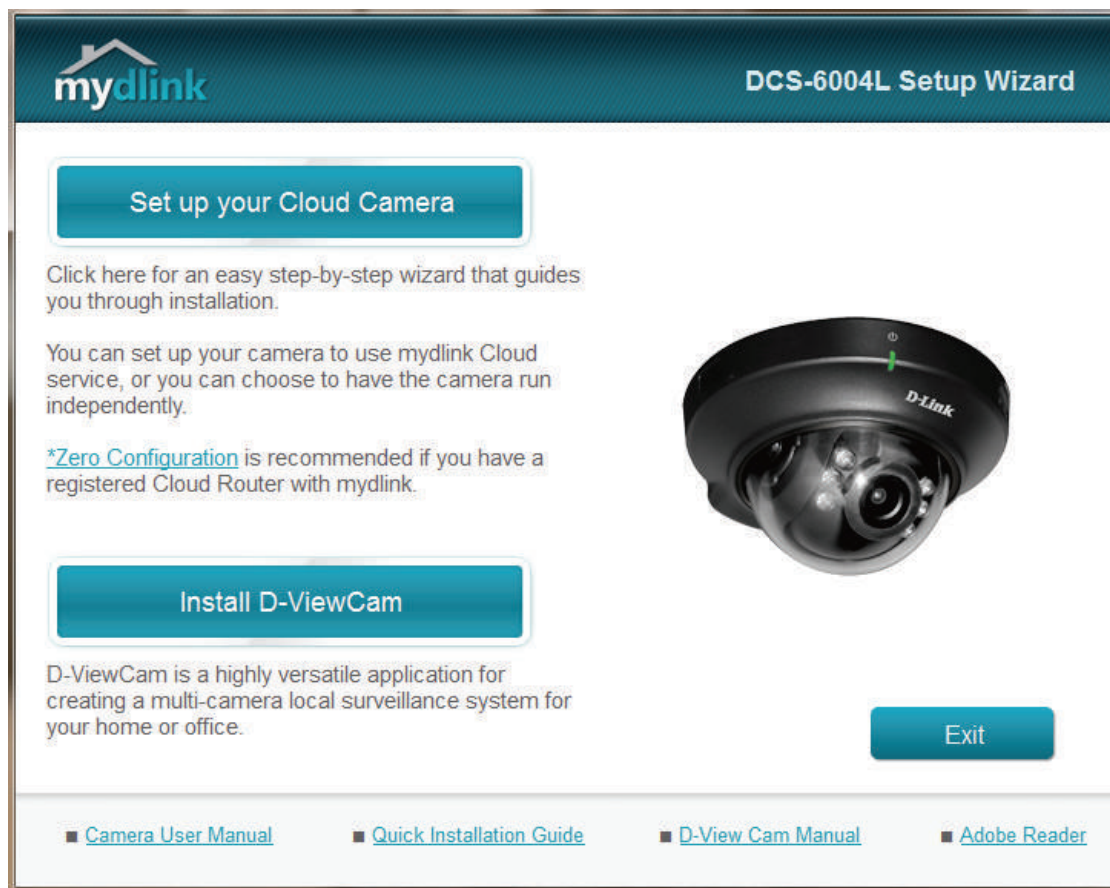 mydlink
DCS-6004L Setup Wizard
Set up your Cloud Camera
Click here for an easy step-by-step wizard that guides
you through installation.
You can set up your camera to use mydlink Cloud
service, or you can choose to have the camera run
independently.
*Zero Configuration is recommended if you have a
registered Cloud Router with mydlink.
D-Link
Install D-ViewCam
D-ViewCam is a highly versatile application for
creating a multi-camera local surveillance system for
your home or office.
Exit
■ Camera User Manual
■ Quick Installation Guide
■ D-View Cam Manual
■ Adobe Reader